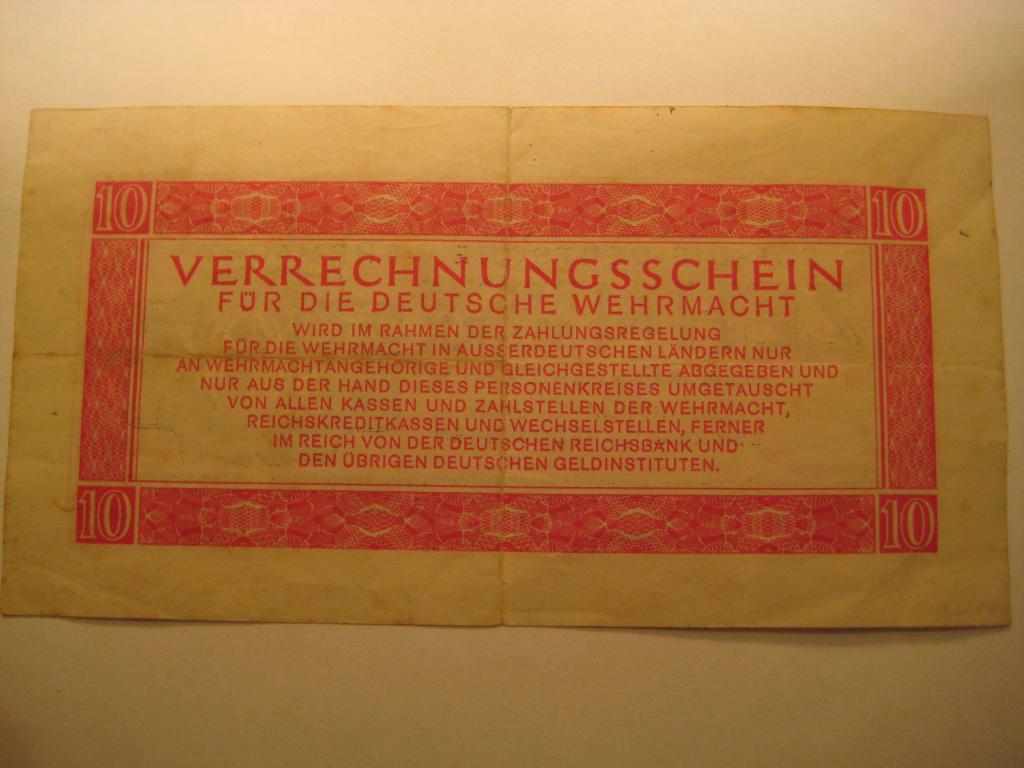 10 10
VERRECHNUNGSSCHEIN
FÜR DIE DEUTSCHE WEHRMACHT
WIRD IM RAHMEN DER ZAHLUNGSREGELUNG
FÜR DIE WEHRMACHT IN AUSSERDEUTSCHEN LÄNDERN NUR
AN WEHRMACHTANGEHÖRIGE UND GLEICHGESTELLTE ABGEGEBEN UND
NUR AUS DER HAND DIESES PERSONENKREISES UMGETAUSCHT
VON ALLEN KASSEN UND ZAHLSTELLEN DER WEHRMACHT,
REICHSKREDITKASSEN UND WECHSELSTELLEN, FERNER
IM REICH VON DER DEUTSCHEN REICHSBANK UND
DEN ÜBRIGEN DEUTSCHEN GELDINSTITUTEN.
10 10